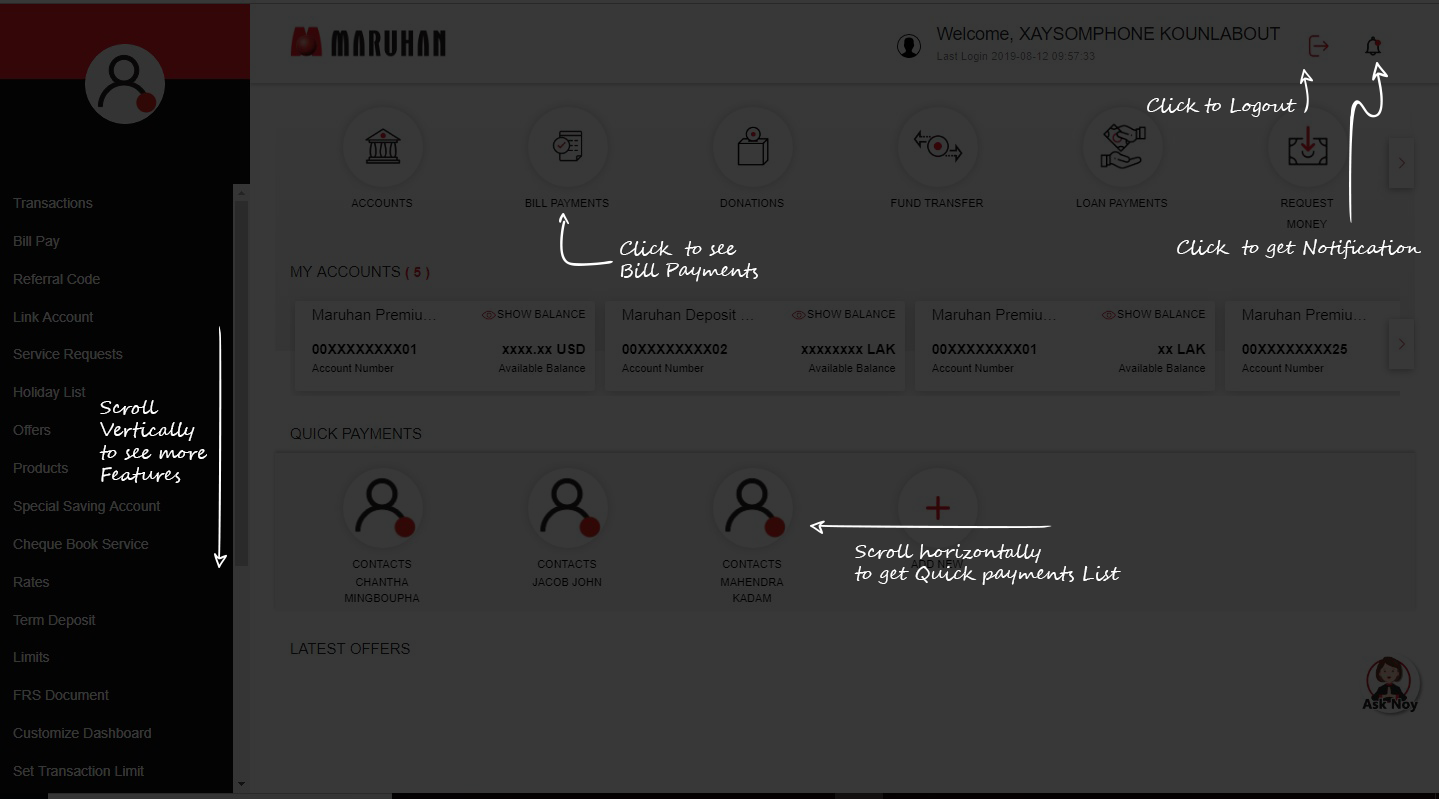 MARUHAN
Welcome, XAYSOMPHONE KOUNLABOUT
Last Login 2019-08-12 09:57:33
Click to Logout
Click to get Notification
Transactions
Bill Pay
Referral Code
Link Account
Service Requests
Holiday List
Offers
Products
Special Saving Account
Cheque Book Service
Rates
Term Deposit
Limits
FRS Document
Customize Dashboard
Set Transaction Limit
Scroll
Vertically
to see more
Features
ACCOUNTS
BILL PAYMENTS
DONATIONS
FUND TRANSFER
LOAN PAYMENTS
REQUEST
MONEY
Click to see
Bill Payments
MY ACCOUNTS ( 5 )
Maruhan Premiu...
SHOW BALANCE
00XXXXXXXX01
xxxx.xx USD
Account Number
Available Balance
Maruhan Deposit ...
SHOW BALANCE
00XXXXXXXX02
xxxxxxxx LAK
Account Number
Available Balance
Maruhan Premiu...
SHOW BALANCE
00XXXXXXXX01
xx LAK
Account Number
Available Balance
Maruhan Premiu...
00XXXXXXXX25
Account Number
QUICK PAYMENTS
CONTACTS
CHANTHA
MINGBOUPHA
CONTACTS
JACOB JOHN
CONTACTS
MAHENDRA
KADAM
ADD NEW
Scroll horizontally
to get Quick payments List
LATEST OFFERS
Ask Noy